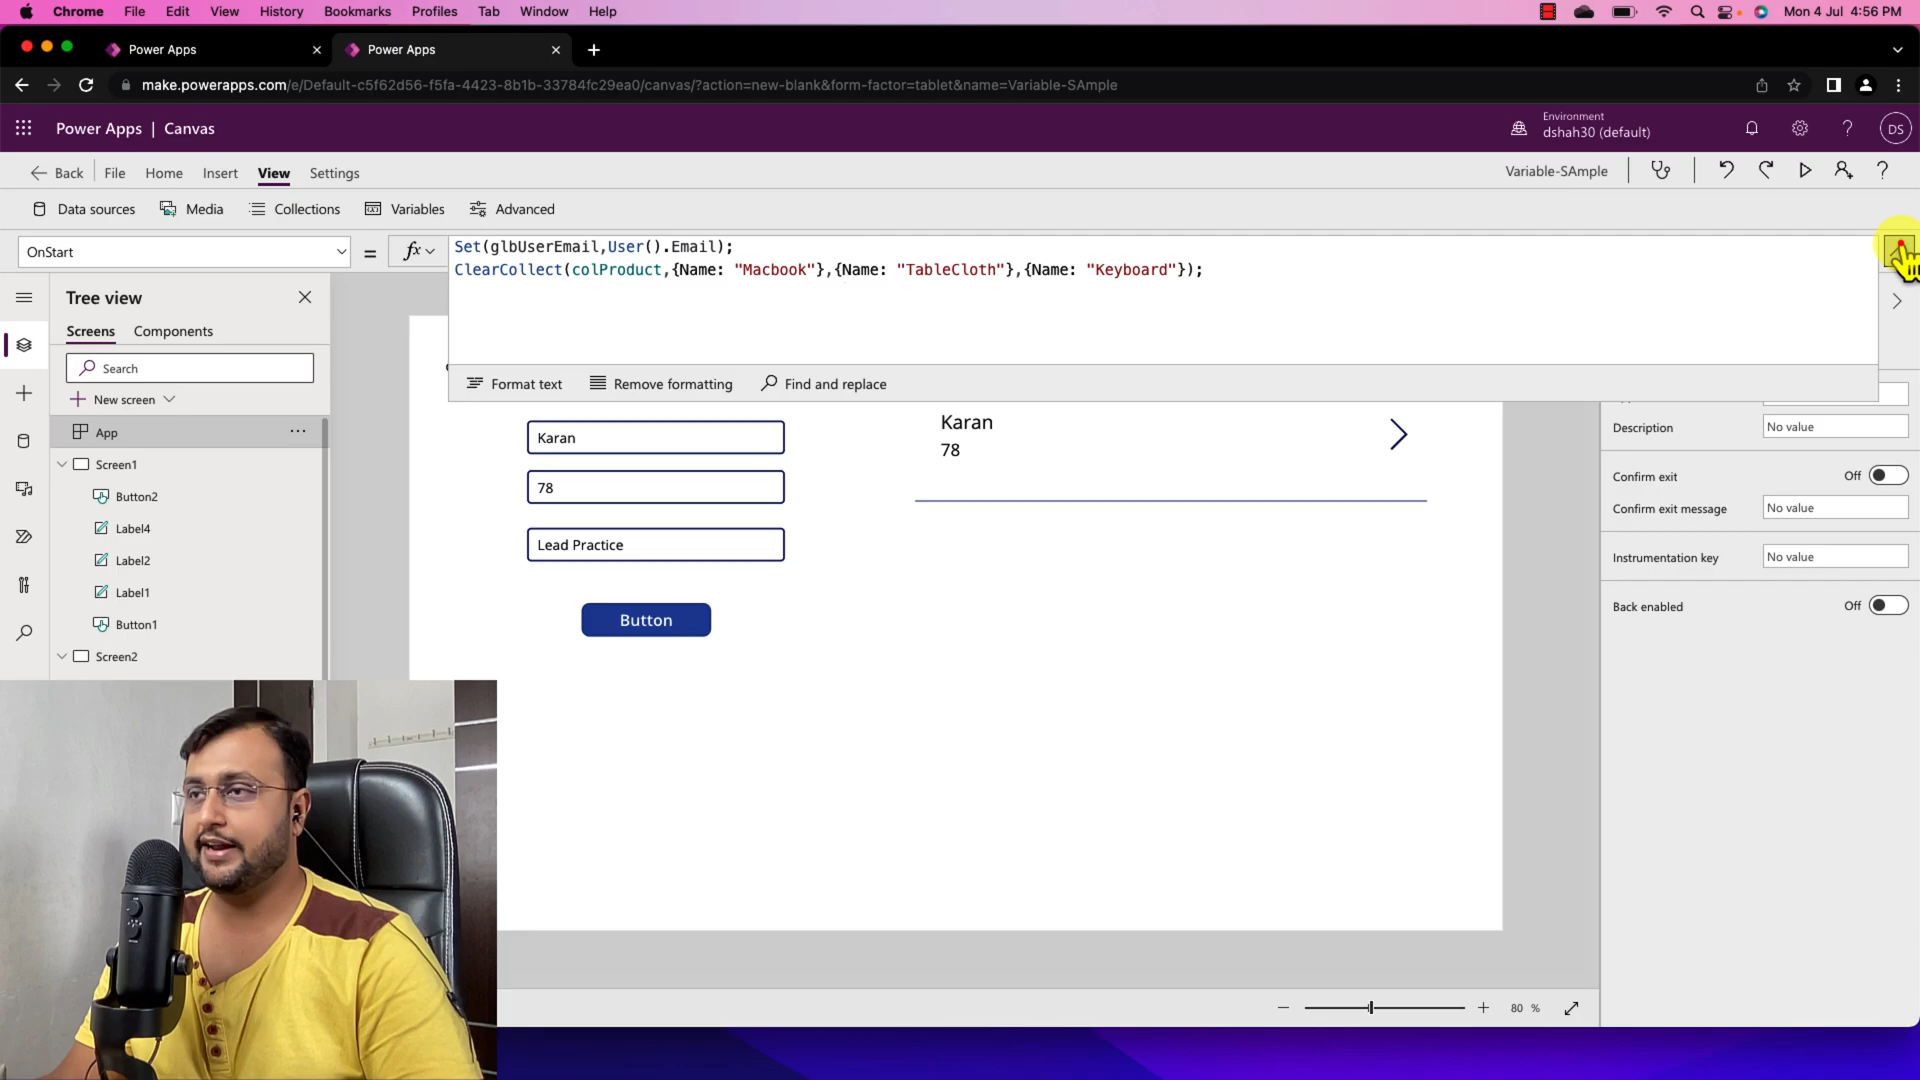 Chrome File Edit View History Bookmarks Profiles Tab Window Help Mon 4 Jul 4:56 PM
Power Apps Power Apps
make.powerapps.com/e/Default-c5f62d56-f5fa-4423-8b1b-33784fc29ea0/canvas/?action=new-blank&form-factor=tablet&name=Variable-SAmple
Power Apps | Canvas
Environment
dshah30 (default)
DS
Back File Home Insert View Settings Variable-SAmple
Data sources Media Collections Variables Advanced
OnStart = fx
Set(glbUserEmail,User().Email);
ClearCollect(colProduct,{Name: "Macbook"},{Name: "TableCloth"},{Name: "Keyboard"});
Format text Remove formatting Find and replace
Tree view
Screens Components
Search
New screen
App
Screen1
Button2
Label4
Label2
Label1
Button1
Screen2
Karan
78
Lead Practice
Button
Karan
78
Description No value
Confirm exit Off
Confirm exit message No value
Instrumentation key No value
Back enabled Off
80 %